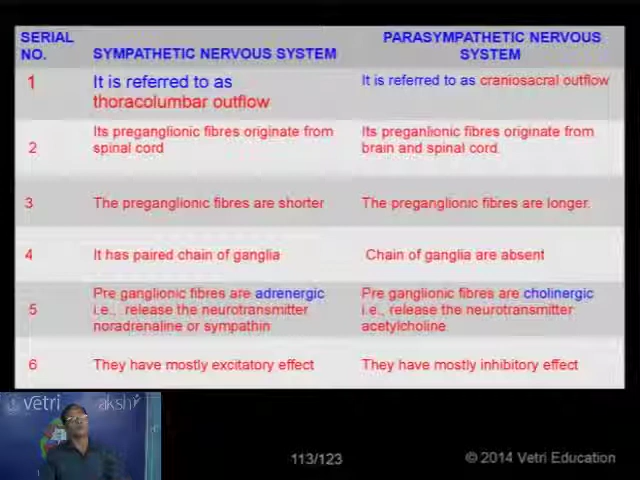 SERIAL NO.
SYMPATHETIC NERVOUS SYSTEM
PARASYMPATHETIC NERVOUS
SYSTEM
1
It is referred to as
thoracolumbar outflow
It is referred to as craniosacral outflow
2
Its preganglionic fibres originate from
spinal cord
Its preganlionic fibres originate from
brain and spinal cord.
3
The preganglionic fibres are shorter
The preganglionic fibres are longer.
4
It has paired chain of ganglia
Chain of ganglia are absent
5
Pre ganglionic fibres are adrenergic
i.e., release the neurotransmitter
noradrenaline or sympathin
Pre ganglionic fibres are cholinergic
i.e., release the neurotransmitter
acetylcholine.
6
They have mostly excitatory effect
They have mostly inhibitory effect
vetri
akshi
113/123
© 2014 Vetri Education